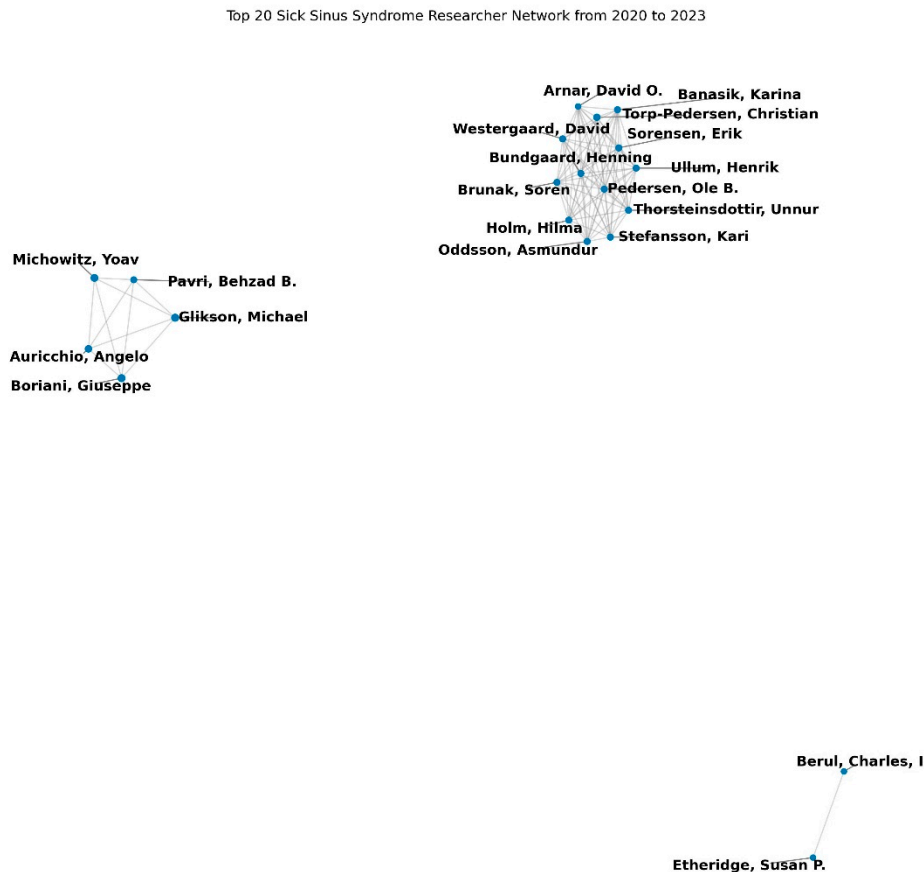 Top 20 Sick Sinus Syndrome Researcher Network from 2020 to 2023
Arnar, David O.
Banasik, Karina
Torp-Pedersen, Christian
Westergaard, David
Sorensen, Erik
Bundgaard, Henning
Ullum, Henrik
Brunak, Soren
Pedersen, Ole B.
Thorsteinsdottir, Unnur
Holm, Hilma
Stefansson, Kari
Oddsson, Asmundur
Michowitz, Yoav
Pavri, Behzad B.
Glikson, Michael
Auricchio, Angelo
Boriani, Giuseppe
Berul, Charles, I
Etheridge, Susan P.